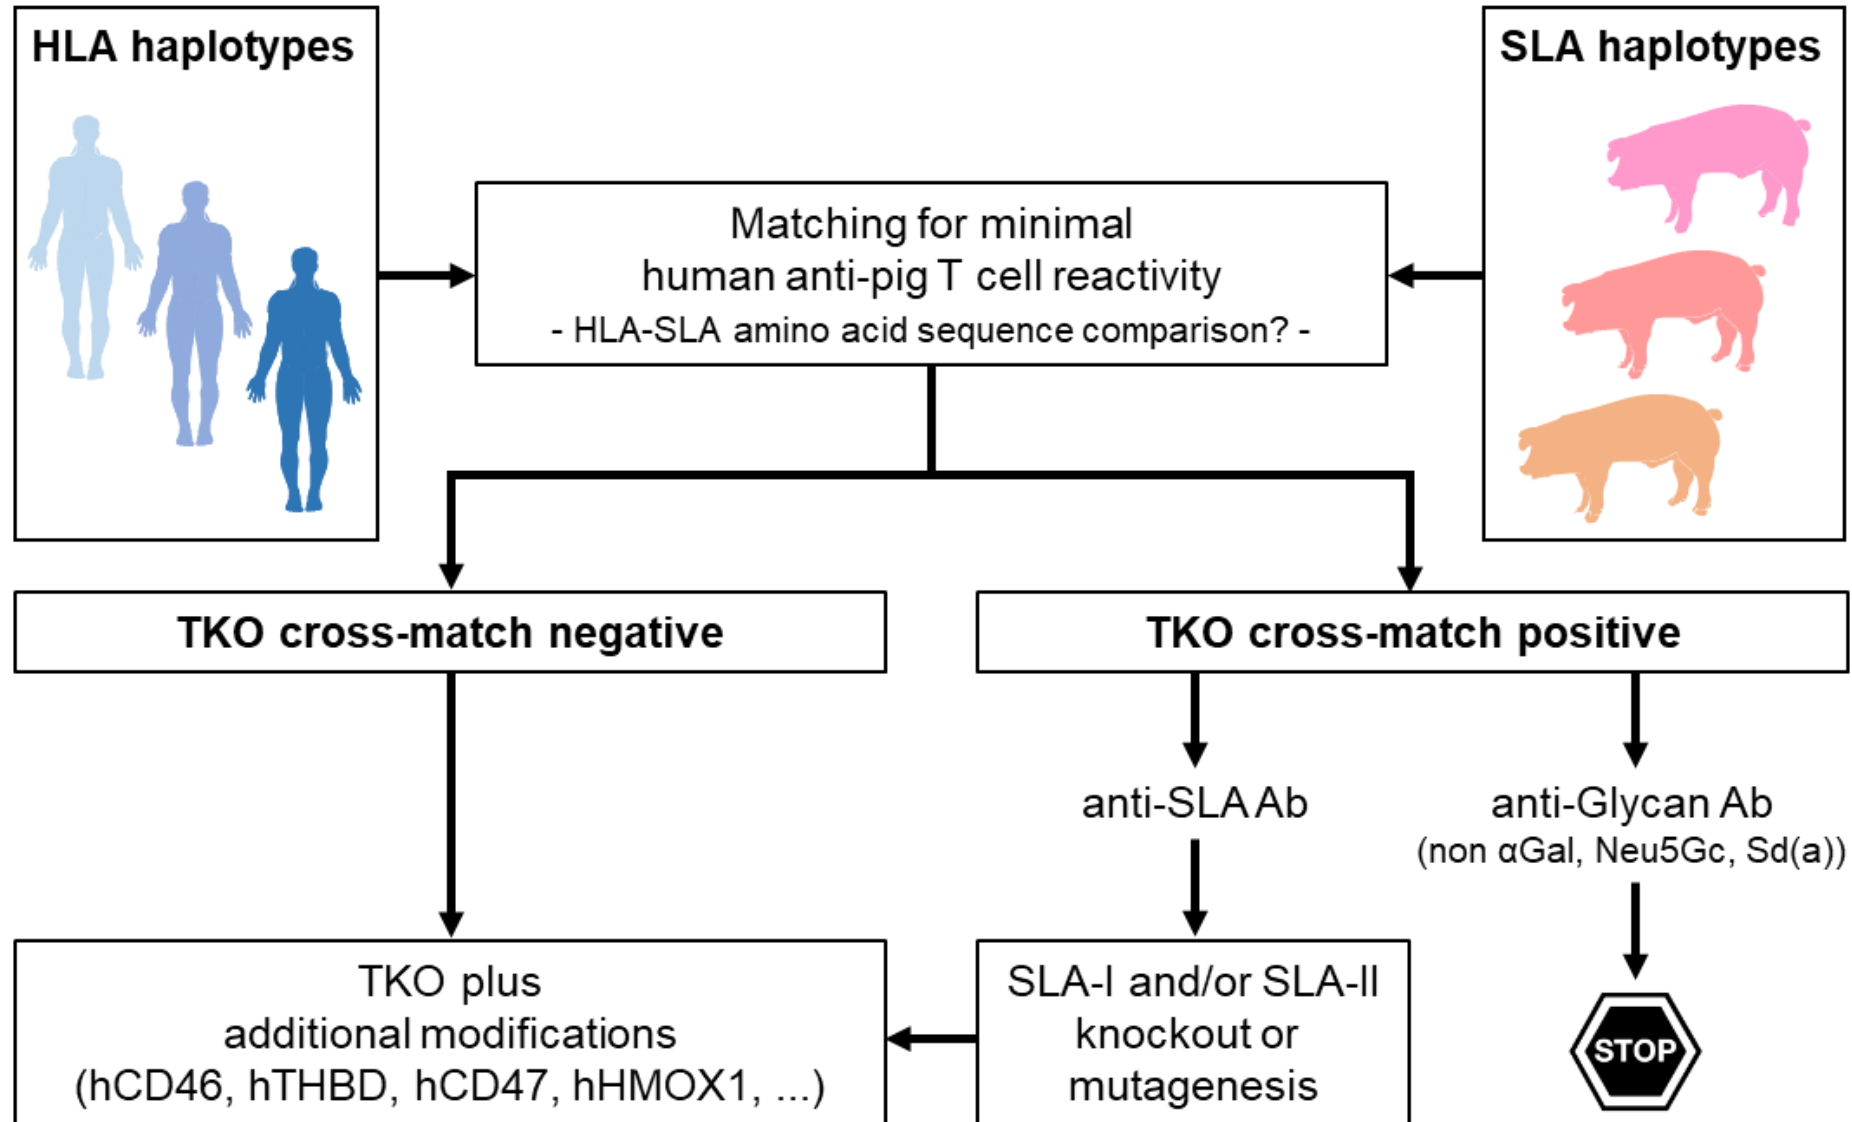 HLA haplotypes
SLA haplotypes
Matching for minimal
human anti-pig T cell reactivity
- HLA-SLA amino acid sequence comparison? -
TKO cross-match negative
TKO cross-match positive
anti-SLA Ab
anti-Glycan Ab
(non αGal, Neu5Gc, Sd(a))
TKO plus
additional modifications
(hCD46, hTHBD, hCD47, hHMOX1, ...)
SLA-I and/or SLA-II
knockout or
mutagenesis
STOP